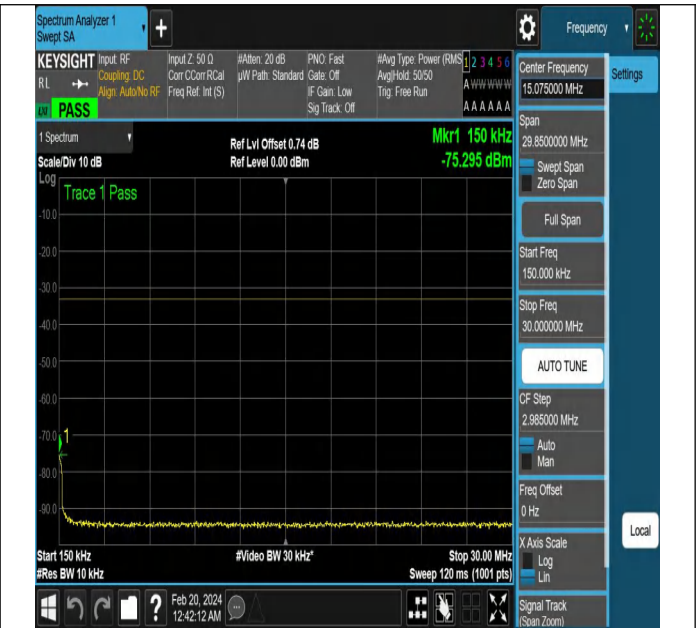 Spectrum Analyzer 1
Swept SA
+
Frequency
KEYSIGHT
Input: RF
Coupling: DC
Align: Auto/No RF
RL
PASS
Input Z: 50 Ω
Corr CCorr RCal
Freq Ref: Int (S)
#Atten: 20 dB
µW Path: Standard
PNO: Fast
Gate: Off
IF Gain: Low
Sig Track: Off
#Avg Type: Power (RMS
Avg|Hold: 50/50
Trig: Free Run
1 2 3 4 5 6
A W W W W W
A A A A A A
Center Frequency
15.075000 MHz
Settings
Span
29.8500000 MHz
Swept Span
Zero Span
Full Span
Start Freq
150.000 kHz
Stop Freq
30.000000 MHz
AUTO TUNE
CF Step
2.985000 MHz
Auto
Man
Freq Offset
0 Hz
X Axis Scale
Log
Lin
Local
Signal Track
(Span Zoom)
1 Spectrum
Scale/Div 10 dB
Ref Lvl Offset 0.74 dB
Ref Level 0.00 dBm
Mkr1 150 kHz
-75.295 dBm
Log
Trace 1 Pass
-10.0
-20.0
-30.0
-40.0
-50.0
-60.0
-70.0
1
-80.0
-90.0
Start 150 kHz
#Res BW 10 kHz
#Video BW 30 kHz*
Stop 30.00 MHz
Sweep 120 ms (1001 pts)
?
Feb 20, 2024
12:42:12 AM